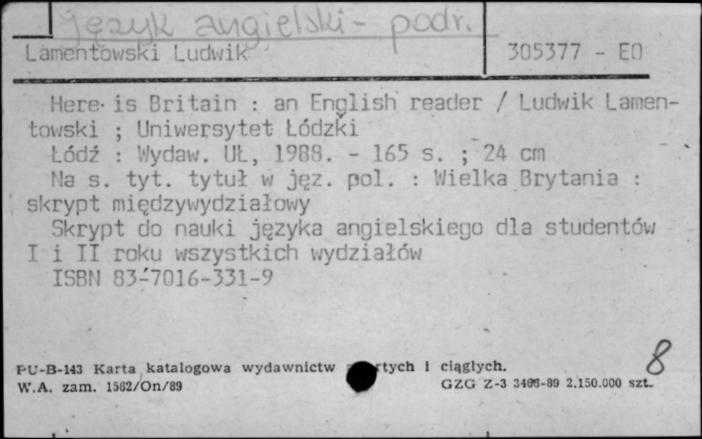 język angielski - podr.
Lamentowski Ludwik
305377 - EO
Here is Britain : an English reader / Ludwik Lamen-
towski ; Uniwersytet Łódzki
Łódź : Wydaw. UŁ, 1988. - 165 s. ; 24 cm
Na s. tyt. tytuł w jęz. pol. : Wielka Brytania :
skrypt międzywydziałowy
Skrypt do nauki języka angielskiego dla studentów
I i II roku wszystkich wydziałów
ISBN 83-7016-331-9
8
PU-B-143 Karta katalogowa wydawnictw i ciągłych.
W.A. zam. 1562/On/89 GZG Z-3 -89 2.150.000 szt.